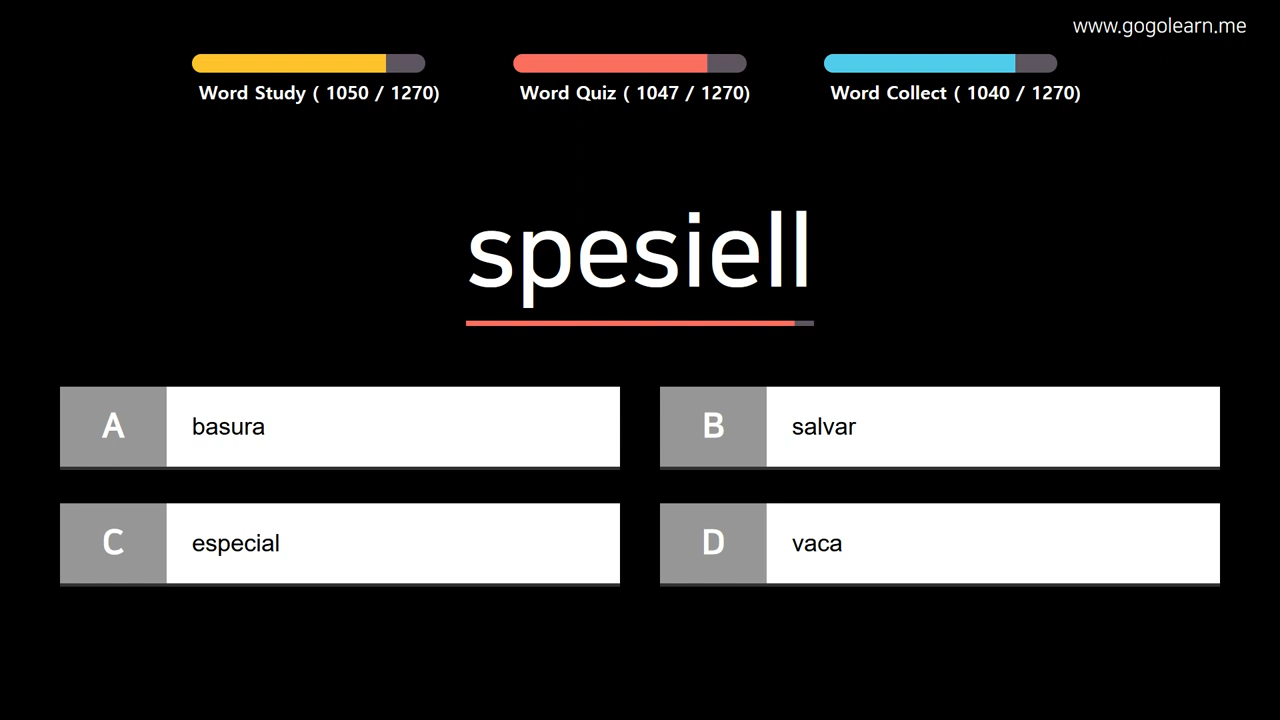 www.gogolearn.me
Word Study ( 1050 / 1270)
Word Quiz ( 1047 / 1270)
Word Collect ( 1040 / 1270)
spesiell
A basura
B salvar
C especial
D vaca